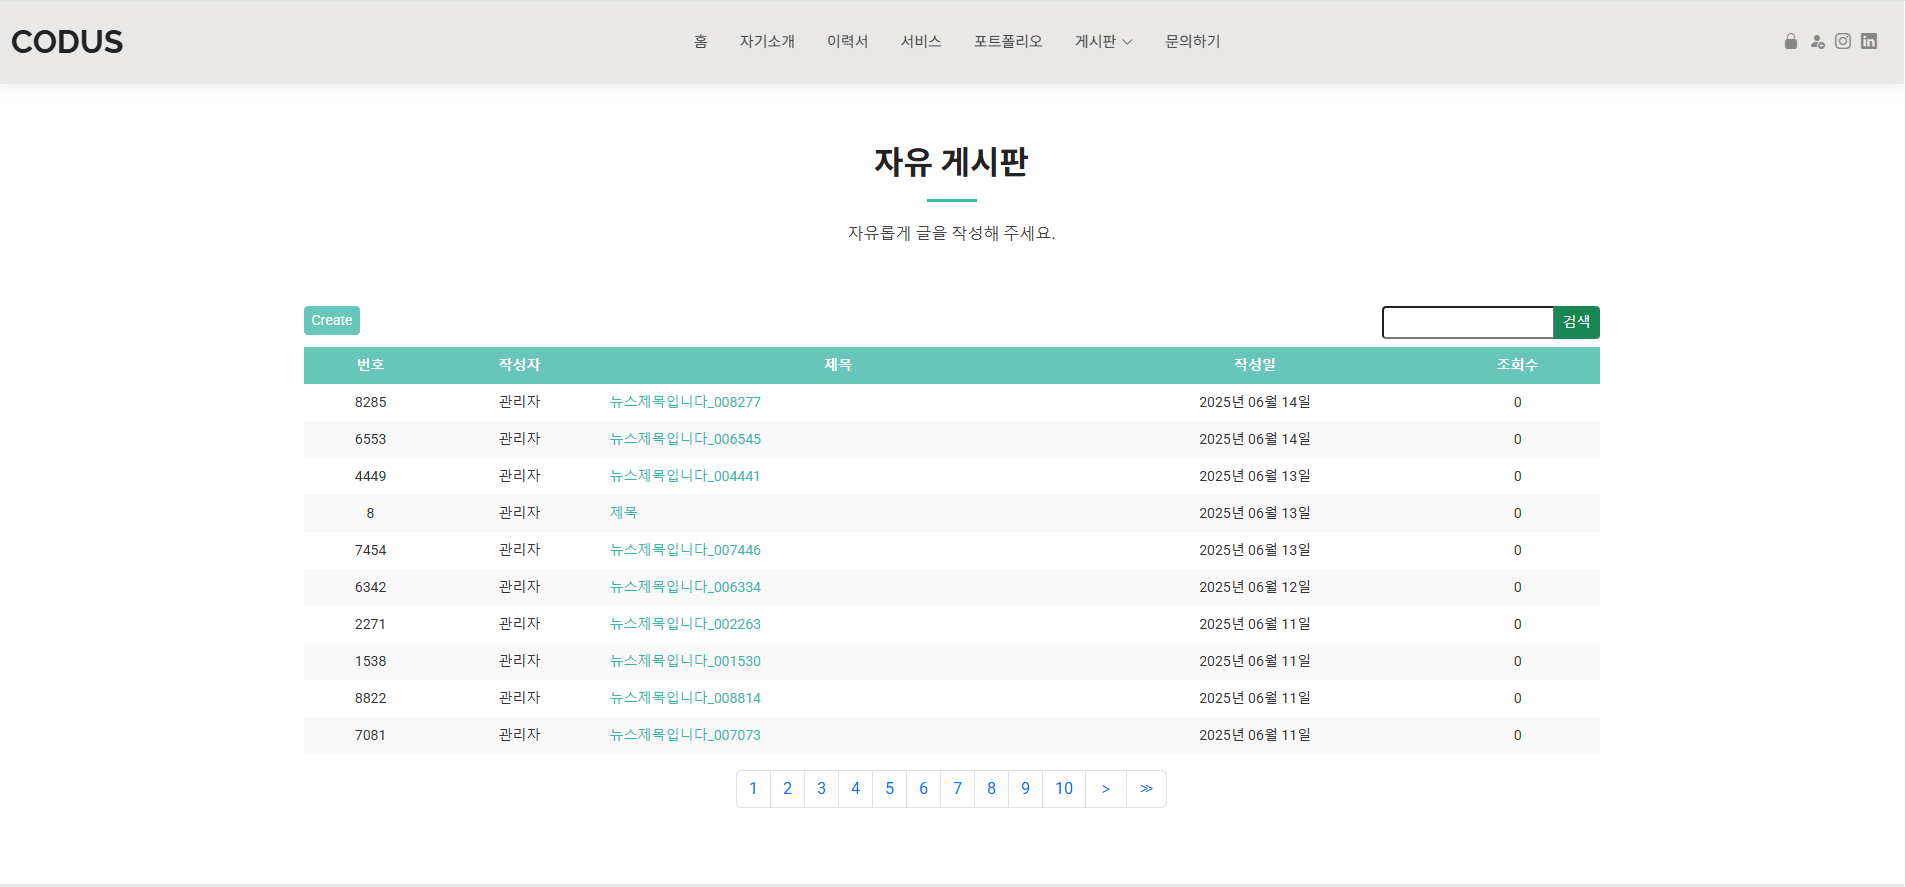 CODUS
홈 자기소개 이력서 서비스 포트폴리오 게시판 문의하기
자유 게시판
자유롭게 글을 작성해 주세요.
Create 검색
번호 작성자 제목 작성일 조회수
8285 관리자 뉴스제목입니다_008277 2025년 06월 14일 0
6553 관리자 뉴스제목입니다_006545 2025년 06월 14일 0
4449 관리자 뉴스제목입니다_004441 2025년 06월 13일 0
8 관리자 제목 2025년 06월 13일 0
7454 관리자 뉴스제목입니다_007446 2025년 06월 13일 0
6342 관리자 뉴스제목입니다_006334 2025년 06월 12일 0
2271 관리자 뉴스제목입니다_002263 2025년 06월 11일 0
1538 관리자 뉴스제목입니다_001530 2025년 06월 11일 0
8822 관리자 뉴스제목입니다_008814 2025년 06월 11일 0
7081 관리자 뉴스제목입니다_007073 2025년 06월 11일 0
1 2 3 4 5 6 7 8 9 10 > ≫